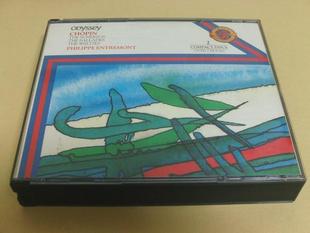 odyssey
CHOPIN
THE SCHERZOS
THE BALLADES
THE WALTZES
PHILIPPE ENTREMONT
2
COMPACT DISCS